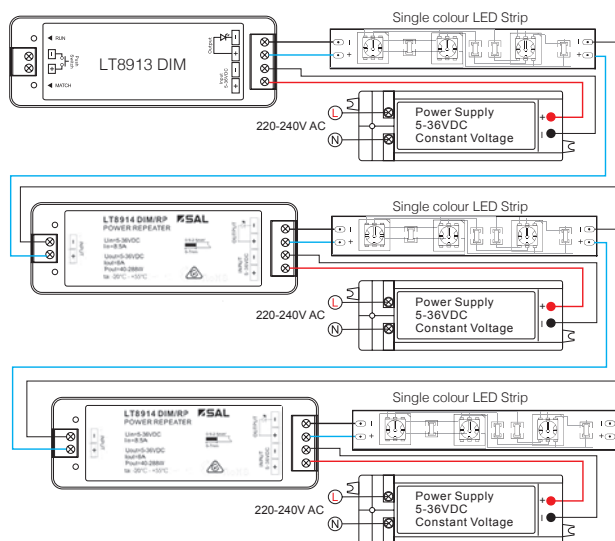 Single colour LED Strip
RUN
Push
Switch
LT8913 DIM
MATCH
Output
Input
5-36VDC
220-240V AC
L
N
Power Supply
5-36VDC
Constant Voltage
LT8914 DIM/RP SAL
POWER REPEATER
Uin=5-36VDC
Iin=8.5A
Uout=5-36VDC
Iout=8A
Pout=40-288W
ta: -20°C - +55°C
INPUT
OUTPUT
Single colour LED Strip
220-240V AC
L
N
Power Supply
5-36VDC
Constant Voltage
LT8914 DIM/RP SAL
POWER REPEATER
Uin=5-36VDC
Iin=8.5A
Uout=5-36VDC
Iout=8A
Pout=40-288W
INPUT
OUTPUT
Single colour LED Strip
220-240V AC
L
N
Power Supply
5-36VDC
Constant Voltage